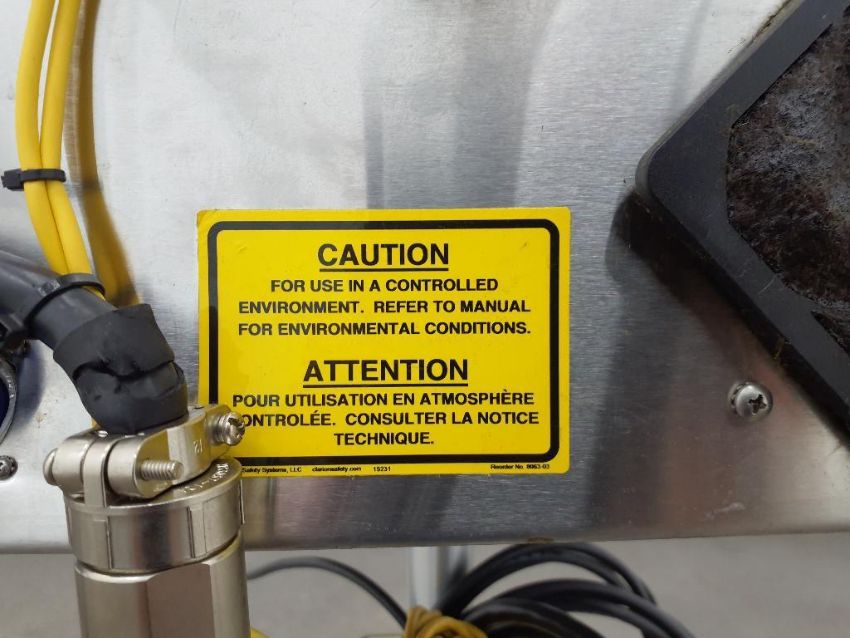 CAUTION
FOR USE IN A CONTROLLED
ENVIRONMENT. REFER TO MANUAL
FOR ENVIRONMENTAL CONDITIONS.
ATTENTION
POUR UTILISATION EN ATMOSPHÈRE
ONTROLÉE. CONSULTER LA NOTICE
TECHNIQUE.
Safety Systems, LLC clarionsafety.com 15231 Reorder No. 8063-03